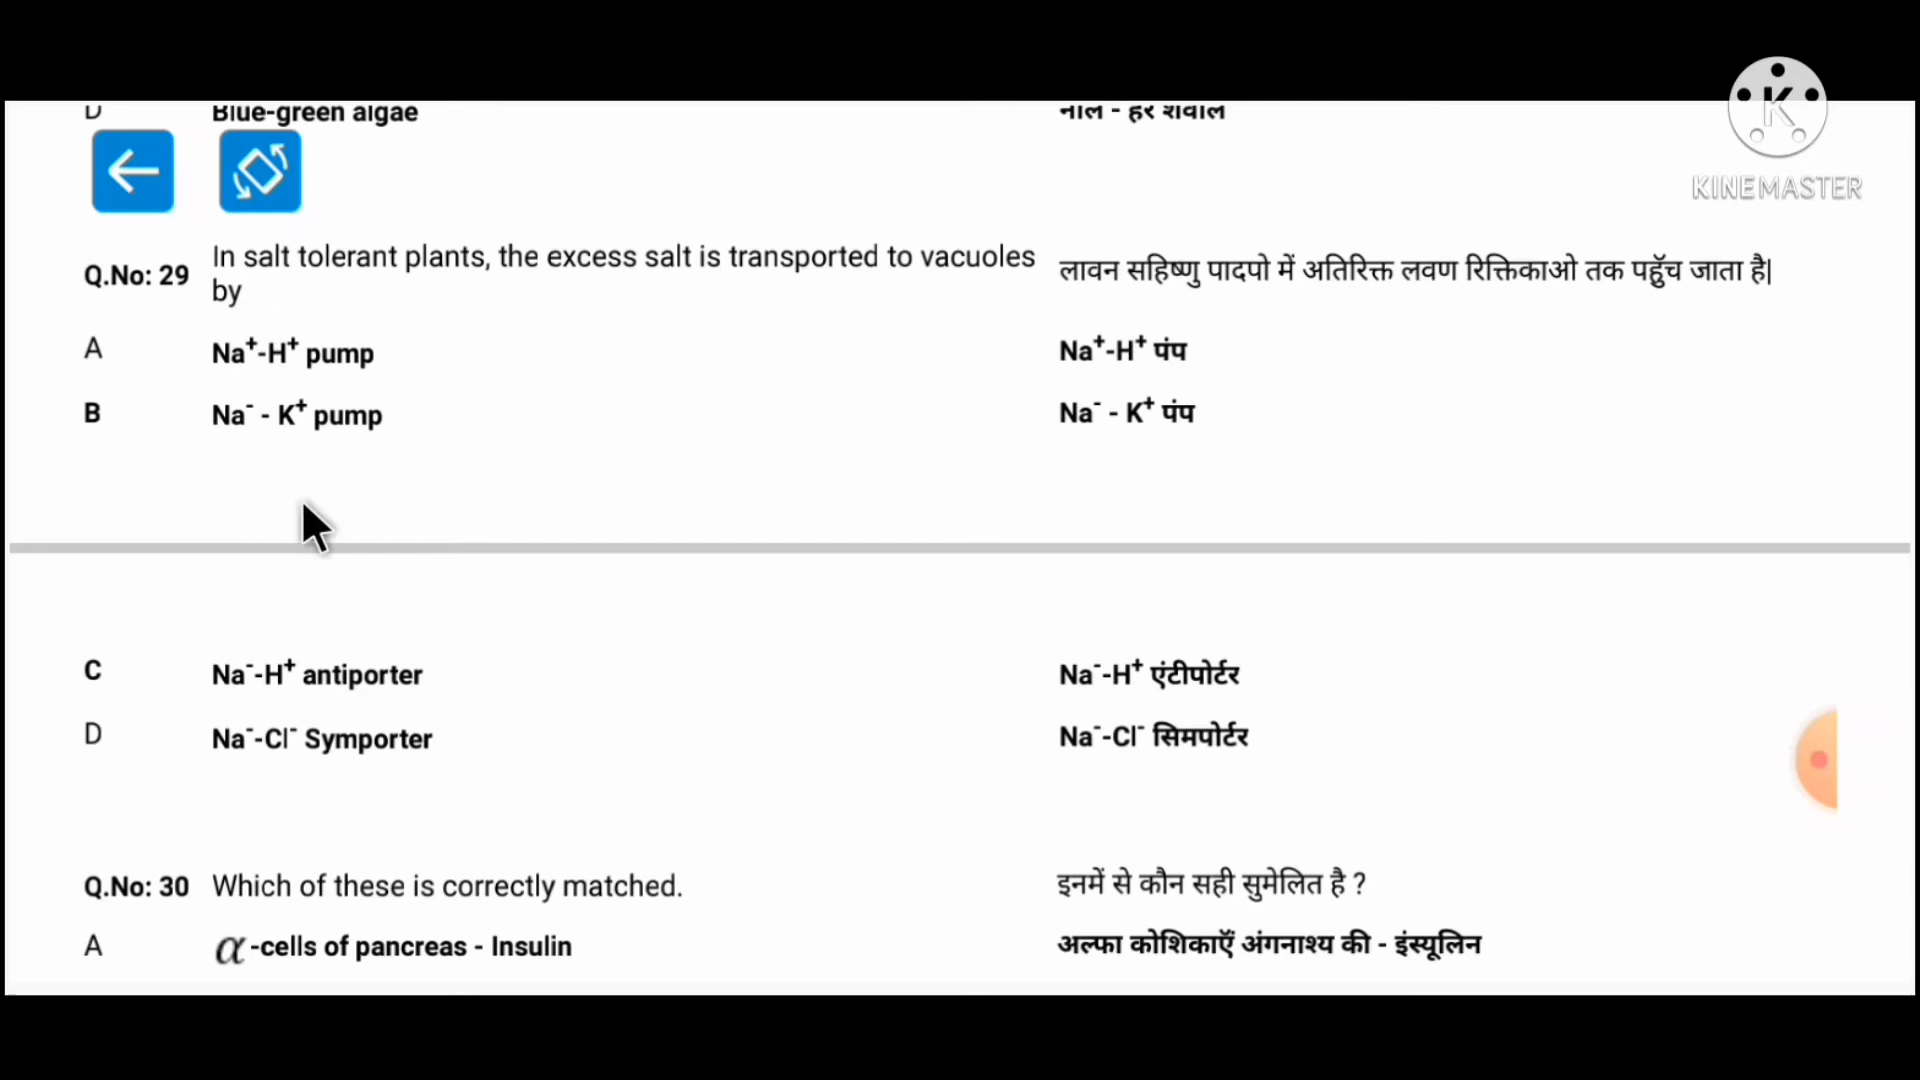 D Blue-green algae नील - हरे शैवाल
KINEMASTER
Q.No: 29 In salt tolerant plants, the excess salt is transported to vacuoles by लावन सहिष्णु पादपो में अतिरिक्त लवण रिक्तिकाओ तक पहुॅच जाता है|
A Na⁺-H⁺ pump Na⁺-H⁺ पंप
B Na⁻ - K⁺ pump Na⁻ - K⁺ पंप
C Na⁻-H⁺ antiporter Na⁻-H⁺ एंटीपोर्टर
D Na⁻-Cl⁻ Symporter Na⁻-Cl⁻ सिमपोर्टर
Q.No: 30 Which of these is correctly matched. इनमें से कौन सही सुमेलित है ?
A α-cells of pancreas - Insulin अल्फा कोशिकाऍं अंगनाश्य की - इंस्यूलिन